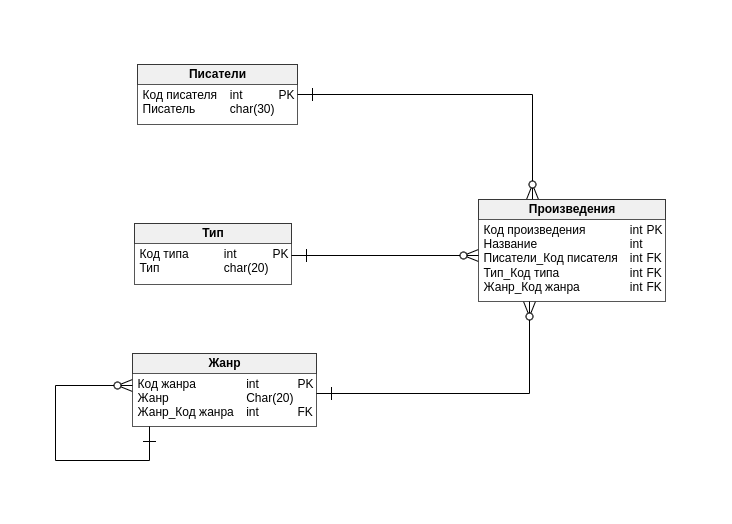 Писатели
Код писателя int PK
Писатель char(30)
Тип
Код типа int PK
Тип char(20)
Произведения
Код произведения int PK
Название int
Писатели_Код писателя int FK
Тип_Код типа int FK
Жанр_Код жанра int FK
Жанр
Код жанра int PK
Жанр Char(20)
Жанр_Код жанра int FK